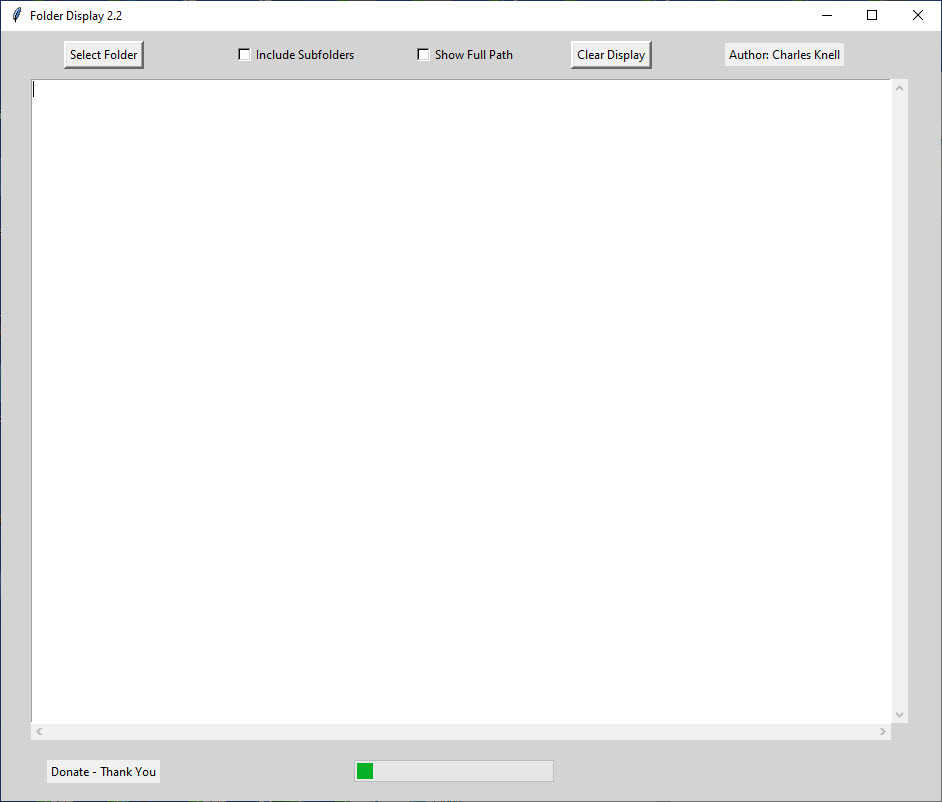 Folder Display 2.2
Select Folder
Include Subfolders
Show Full Path
Clear Display
Author: Charles Knell
Donate - Thank You